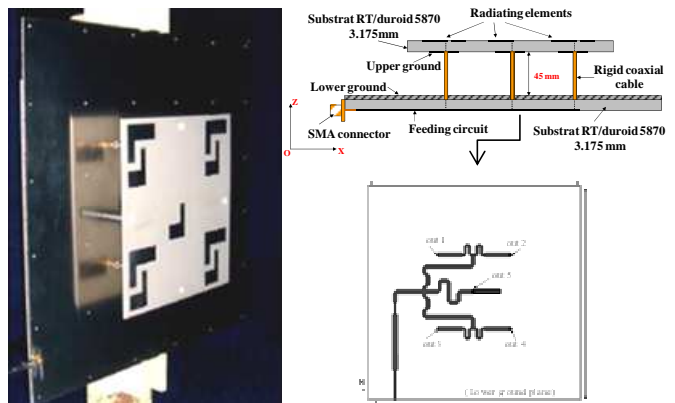 Radiating elements
Substrat RT/duroid 5870
3.175 mm
Upper ground
Lower ground
45 mm
Rigid coaxial
cable
Z
SMA connector
Feeding circuit
Substrat RT/duroid 5870
3.175 mm
O
X
out 1
out 2
out 5
out 3
out 4
(Lower ground plane)